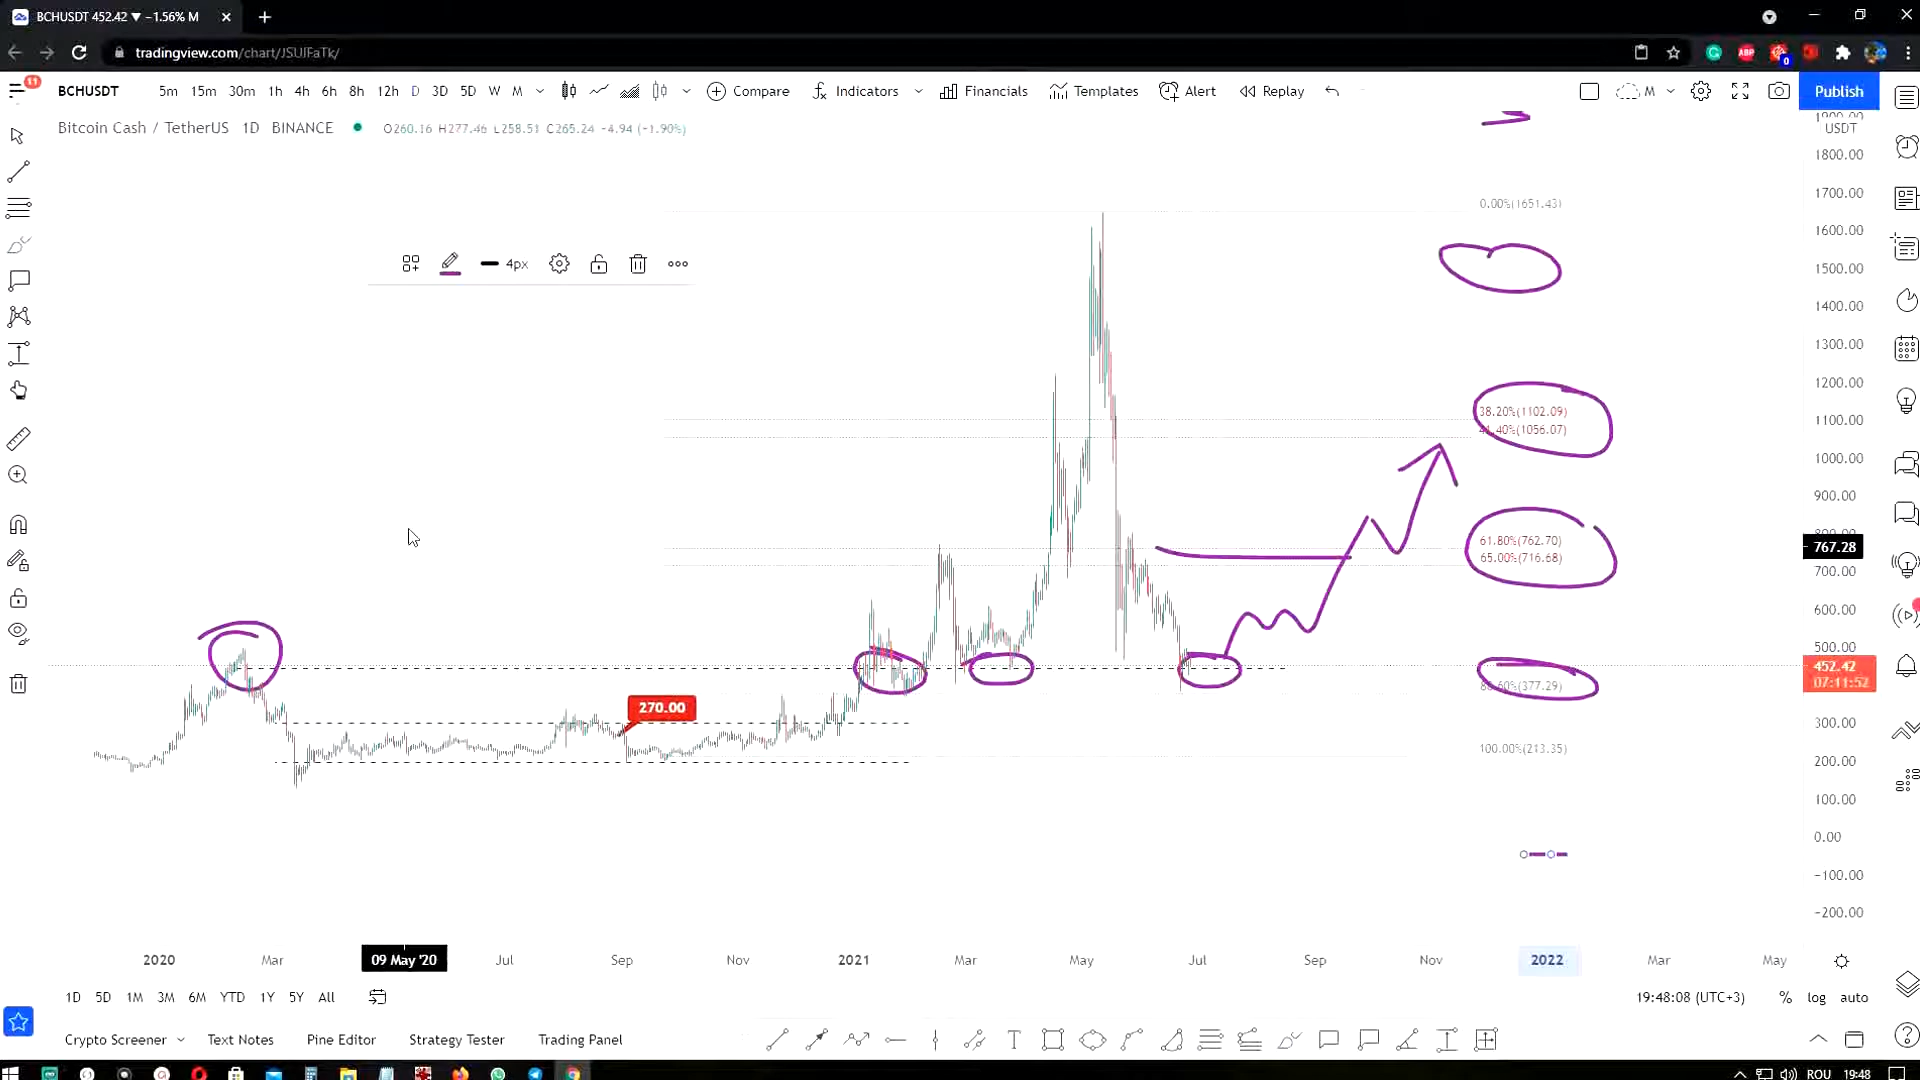 BCHUSDT 452.42 ▼ −1.56% M
tradingview.com/chart/JSUlFaTk/
11
BCHUSDT 5m 15m 30m 1h 4h 6h 8h 12h D 3D 5D W M Compare Indicators Financials Templates Alert Replay M Publish
Bitcoin Cash / TetherUS 1D BINANCE O260.16 H277.46 L258.51 C265.24 −4.94 (−1.90%)
USDT
1800.00
1700.00
0.00%(1651.43)
1600.00
4px
1500.00
1400.00
1300.00
1200.00
38.20%(1102.09)
1100.00
1000.00
900.00
61.80%(762.70)
767.28
65.00%(716.68)
700.00
600.00
500.00
452.42
07:11:52
270.00
300.00
100.00%(213.35)
200.00
100.00
0.00
−100.00
−200.00
2020 Mar 09 May '20 Jul Sep Nov 2021 Mar May Jul Sep Nov 2022 Mar May
1D 5D 1M 3M 6M YTD 1Y 5Y All 19:48:08 (UTC+3) % log auto
Crypto Screener Text Notes Pine Editor Strategy Tester Trading Panel
ROU 19:48